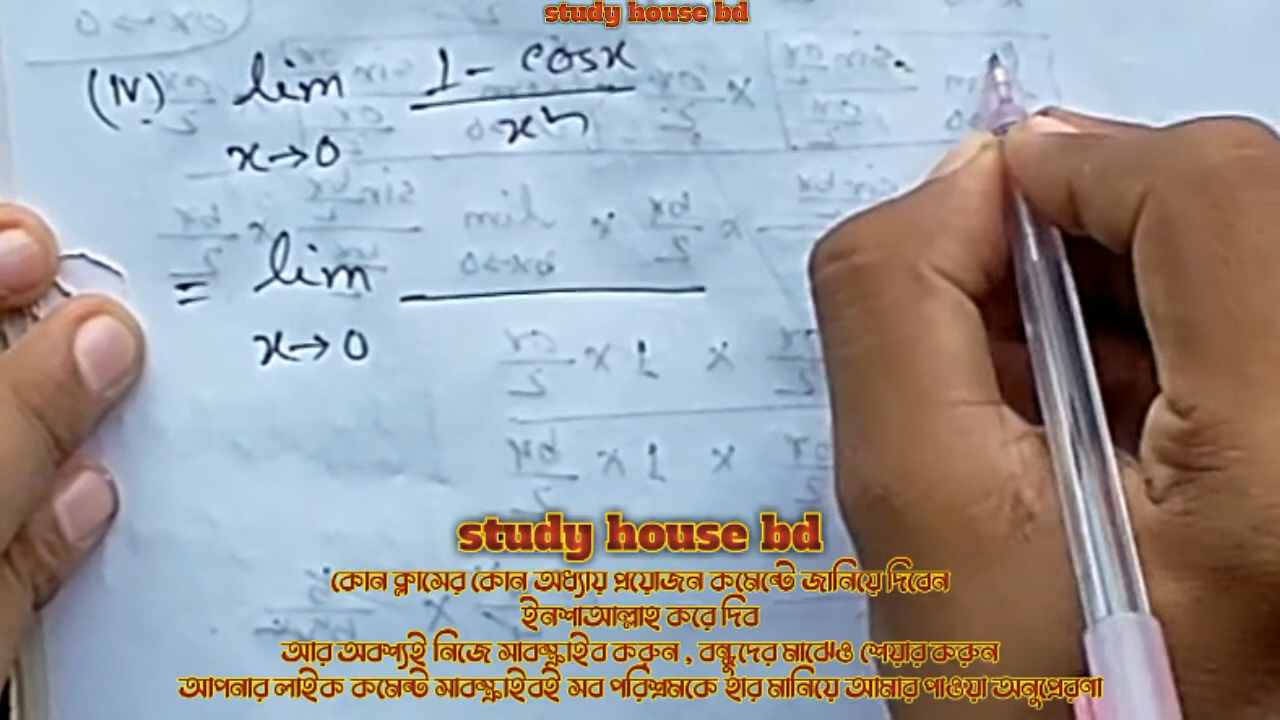 study house bd
(IV) lim 1 - cosx / x২
x→0
= lim
x→0
study house bd
কোন ক্লাসের কোন অধ্যায় প্রয়োজন কমেন্টে জানিয়ে দিবেন
ইনশাআল্লাহ করে দিব
আর অবশ্যই নিজে সাবস্ক্রাইব করুন , বন্ধুদের মাঝেও শেয়ার করুন
আপনার লাইক কমেন্ট সাবস্ক্রাইবই সব পরিশ্রমকে হার মানিয়ে আমার পাওয়া অনুপ্রেরণা